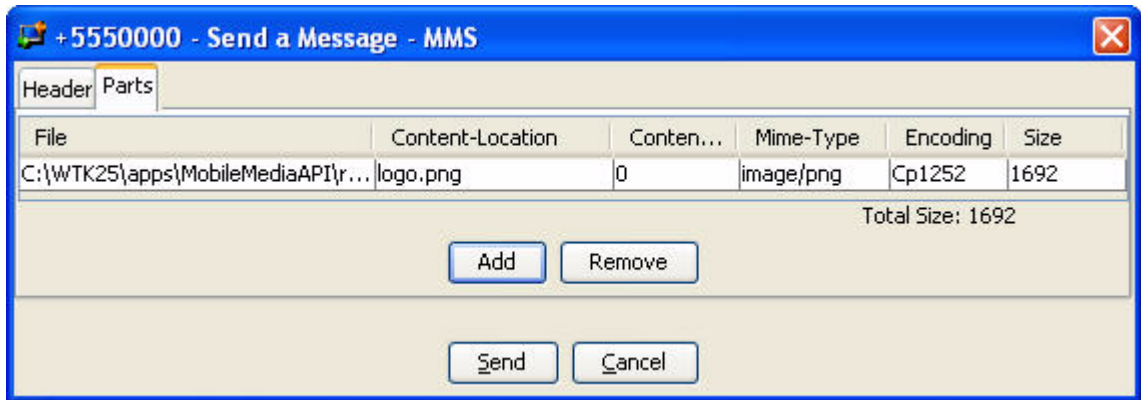 +5550000 - Send a Message - MMS
Header Parts
File Content-Location Conten... Mime-Type Encoding Size
C:\WTK25\apps\MobileMediaAPI\r... logo.png 0 image/png Cp1252 1692
Total Size: 1692
Add Remove
Send Cancel